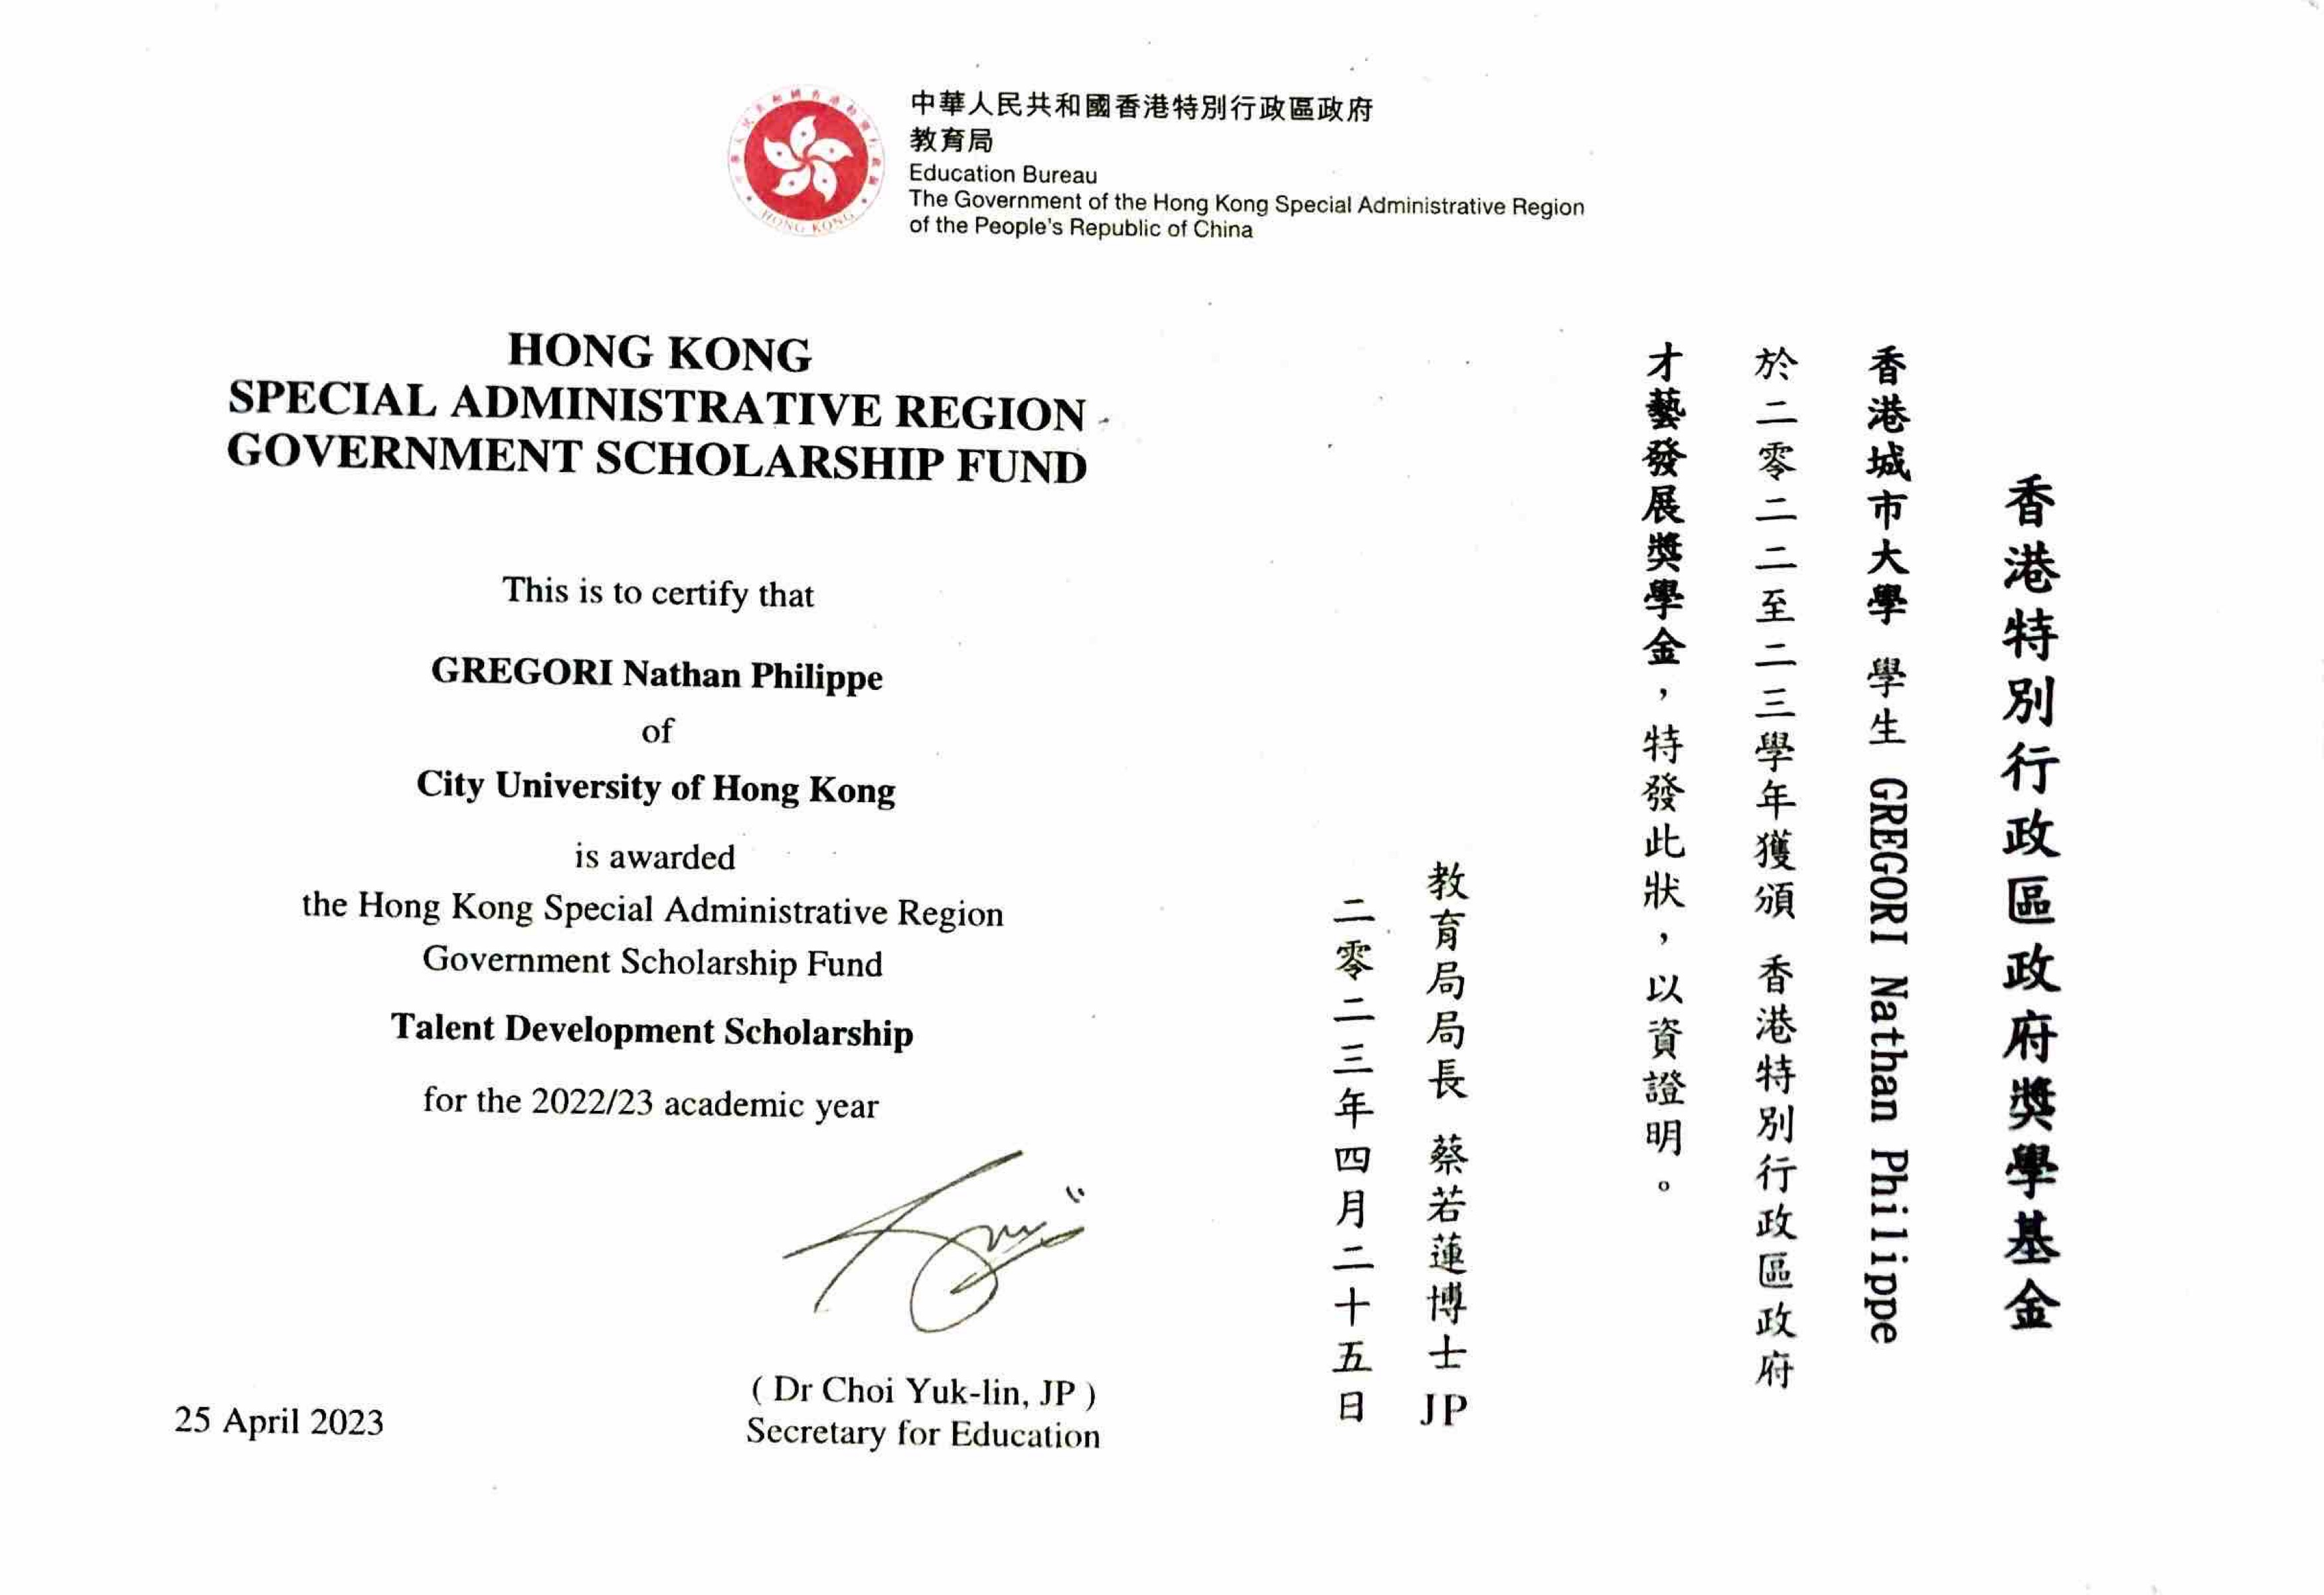 中華人民共和國香港特別行政區政府
教育局
Education Bureau
The Government of the Hong Kong Special Administrative Region
of the People's Republic of China
HONG KONG
HONG KONG
SPECIAL ADMINISTRATIVE REGION
GOVERNMENT SCHOLARSHIP FUND
This is to certify that
GREGORI Nathan Philippe
of
City University of Hong Kong
is awarded
the Hong Kong Special Administrative Region
Government Scholarship Fund
Talent Development Scholarship
for the 2022/23 academic year
( Dr Choi Yuk-lin, JP )
Secretary for Education
25 April 2023
香港特別行政區政府獎學基金
香港城市大學 學生 GREGORI Nathan Philippe
於二零二二至二三學年獲頒 香港特別行政區政府
才藝發展獎學金，特發此狀，以資證明。
教育局局長 蔡若蓮博士 JP
二零二三年四月二十五日